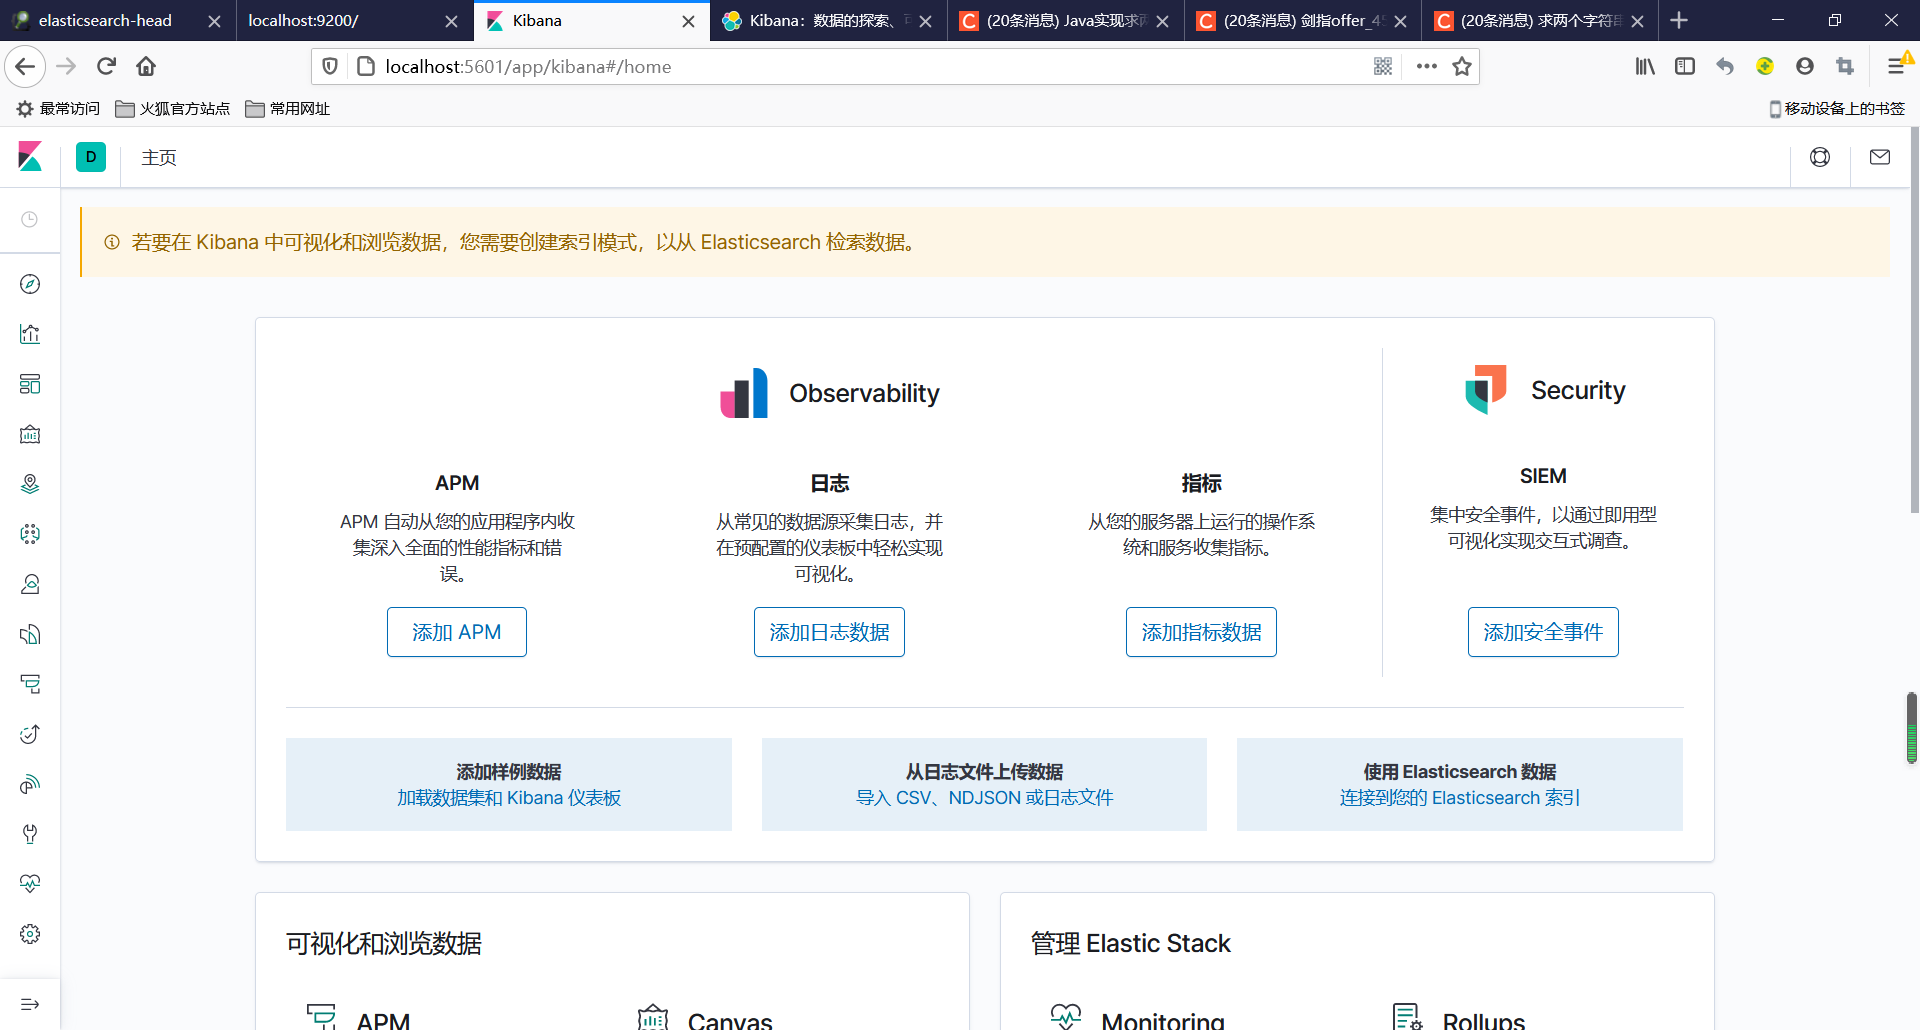 elasticsearch-head
localhost:9200/
Kibana
Kibana：数据的探索、
(20条消息) Java实现求
(20条消息) 剑指offer_45
(20条消息) 求两个字符串
localhost:5601/app/kibana#/home
最常访问
火狐官方站点
常用网址
移动设备上的书签
D
主页
若要在 Kibana 中可视化和浏览数据，您需要创建索引模式，以从 Elasticsearch 检索数据。
Observability
Security
APM
APM 自动从您的应用程序内收
集深入全面的性能指标和错
误。
添加 APM
日志
从常见的数据源采集日志，并
在预配置的仪表板中轻松实现
可视化。
添加日志数据
指标
从您的服务器上运行的操作系
统和服务收集指标。
添加指标数据
SIEM
集中安全事件，以通过即用型
可视化实现交互式调查。
添加安全事件
添加样例数据
加载数据集和 Kibana 仪表板
从日志文件上传数据
导入 CSV、NDJSON 或日志文件
使用 Elasticsearch 数据
连接到您的 Elasticsearch 索引
可视化和浏览数据
APM
Canvas
管理 Elastic Stack
Monitoring
Rollups